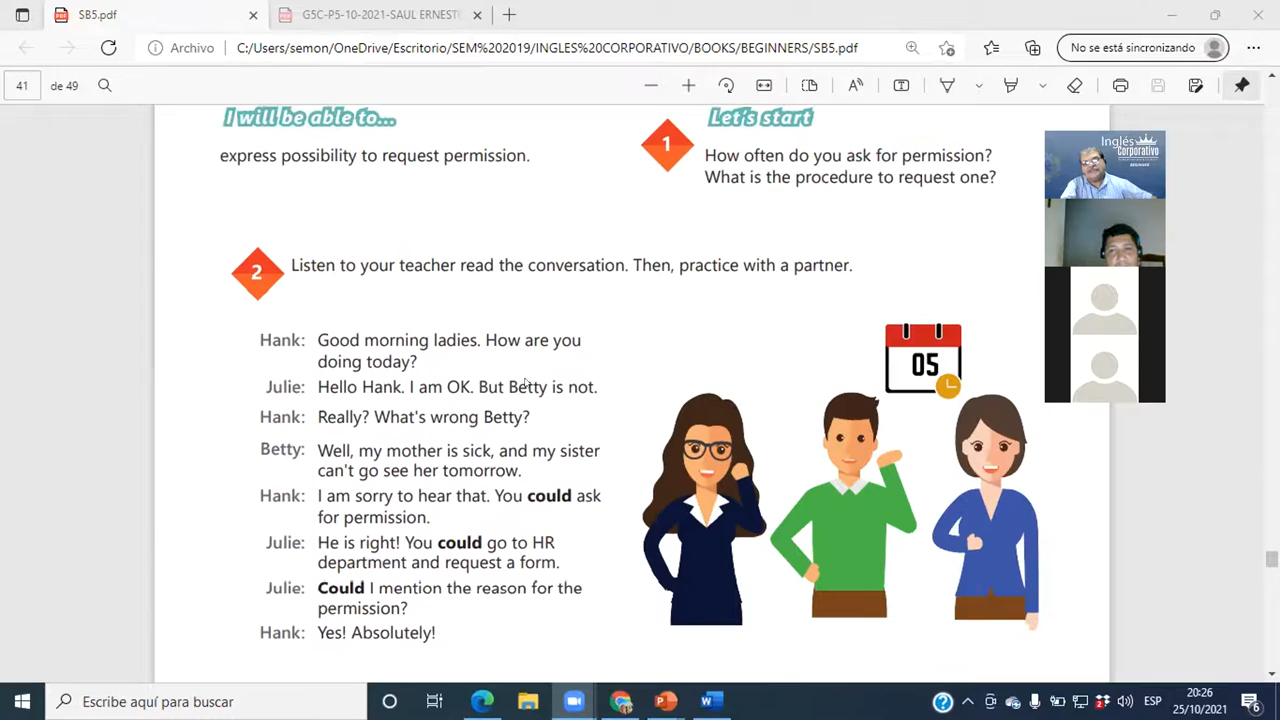 SB5.pdf
G5C-P5-10-2021-SAUL ERNEST
Archivo
C:/Users/semon/OneDrive/Escritorio/SEM%202019/INGLES%20CORPORATIVO/BOOKS/BEGINNERS/SB5.pdf
No se está sincronizando
41 de 49
I will be able to...
express possibility to request permission.
1
Let's start
How often do you ask for permission?
What is the procedure to request one?
Inglés
Corporativo
BEGINNER
2
Listen to your teacher read the conversation. Then, practice with a partner.
Hank: Good morning ladies. How are you
doing today?
Julie: Hello Hank. I am OK. But Betty is not.
Hank: Really? What's wrong Betty?
Betty: Well, my mother is sick, and my sister
can't go see her tomorrow.
Hank: I am sorry to hear that. You could ask
for permission.
Julie: He is right! You could go to HR
department and request a form.
Julie: Could I mention the reason for the
permission?
Hank: Yes! Absolutely!
05
Escribe aquí para buscar
ESP
20:26
25/10/2021
6